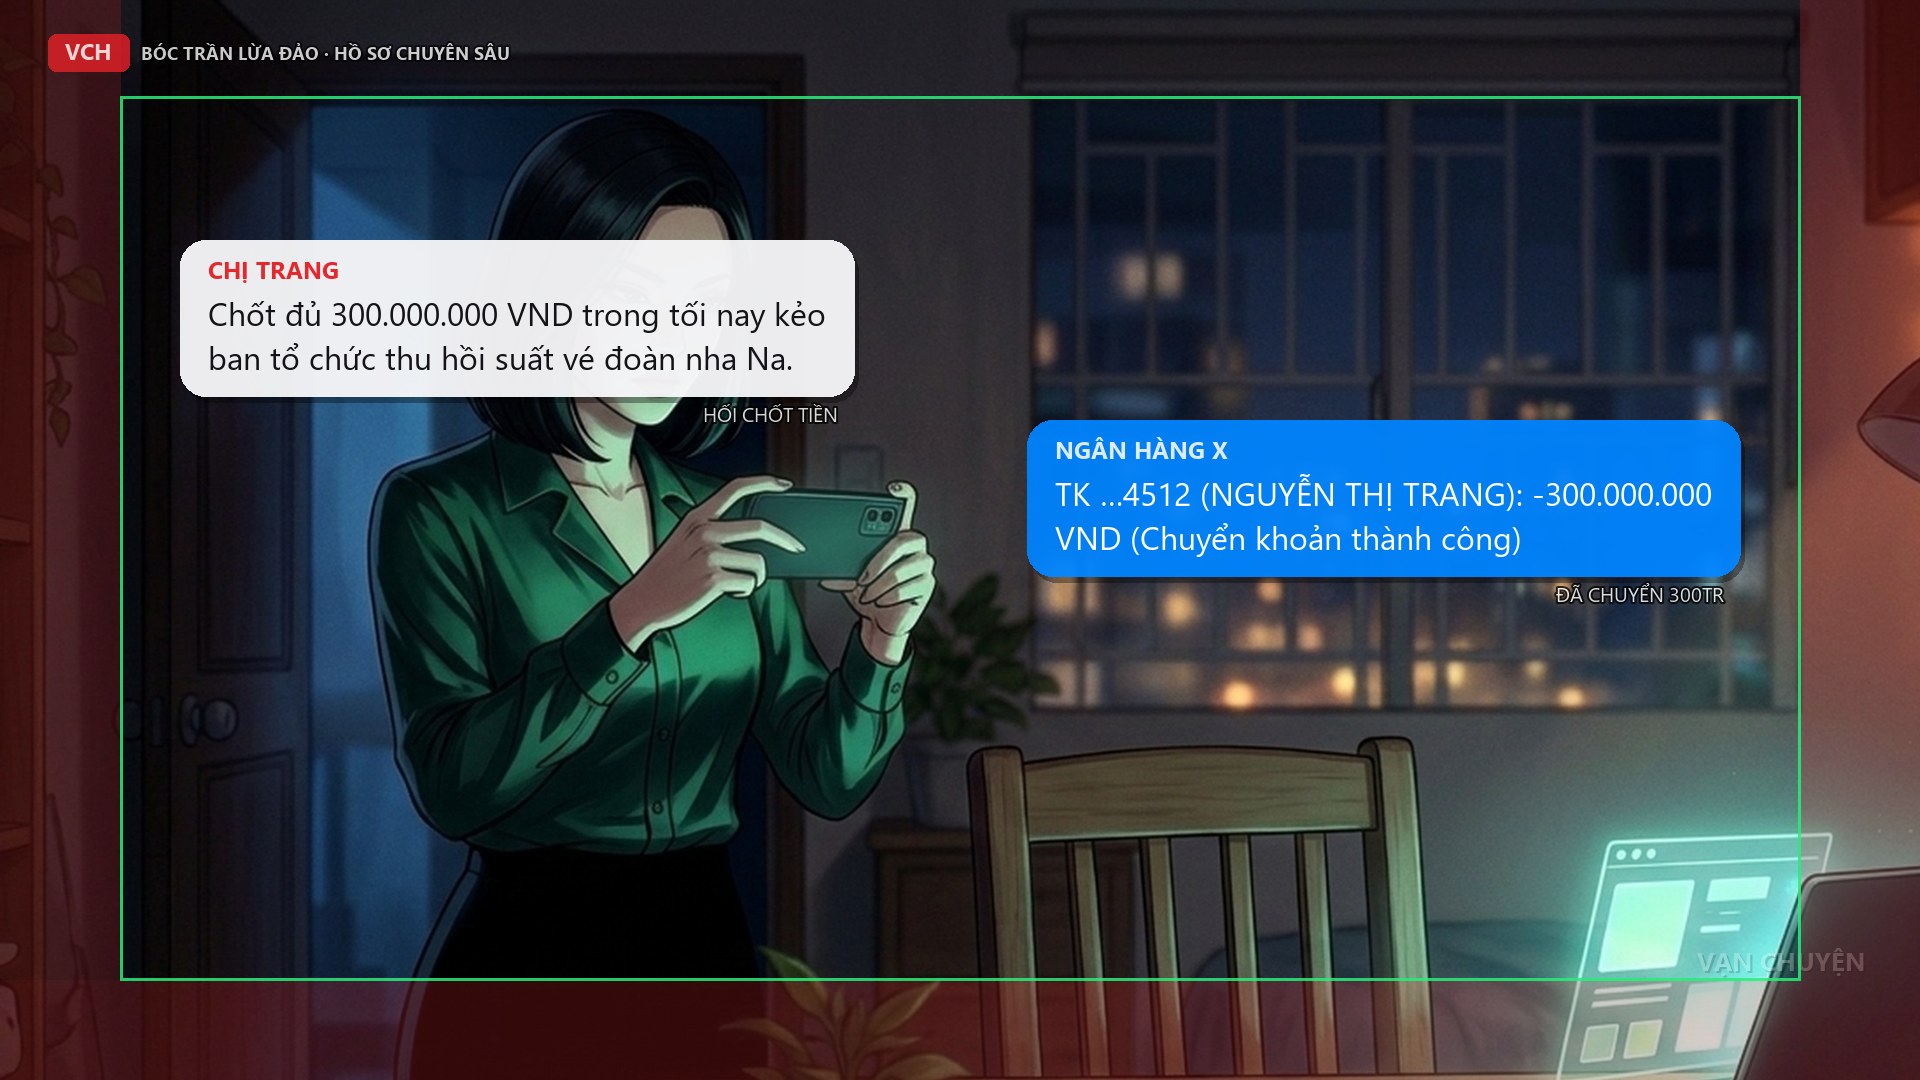 VCH BÓC TRẦN LỪA ĐẢO · HỒ SƠ CHUYÊN SÂU
CHỊ TRANG
Chốt đủ 300.000.000 VND trong tối nay kẻo
ban tổ chức thu hồi suất vé đoàn nha Na.
HỐI CHỐT TIỀN
NGÂN HÀNG X
TK ...4512 (NGUYỄN THỊ TRANG): -300.000.000
VND (Chuyển khoản thành công)
ĐÃ CHUYỂN 300TR
VẠN CHUYỆN